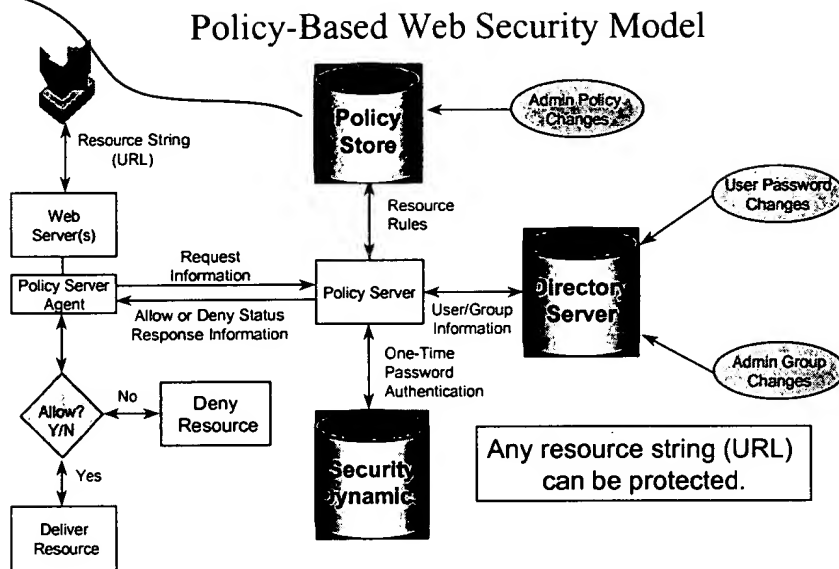 Policy-Based Web Security Model
Resource String
(URL)
Policy
Store
Admin Policy
Changes
Web
Server(s)
Resource
Rules
User Password
Changes
Policy Server
Agent
Request
Information
Allow or Deny Status
Response Information
Policy Server
User/Group
Information
Directory
Server
One-Time
Password
Authentication
Admin Group
Changes
Allow?
Y/N
No
Deny
Resource
Yes
Deliver
Resource
Security
Dynamic
Any resource string (URL)
can be protected.